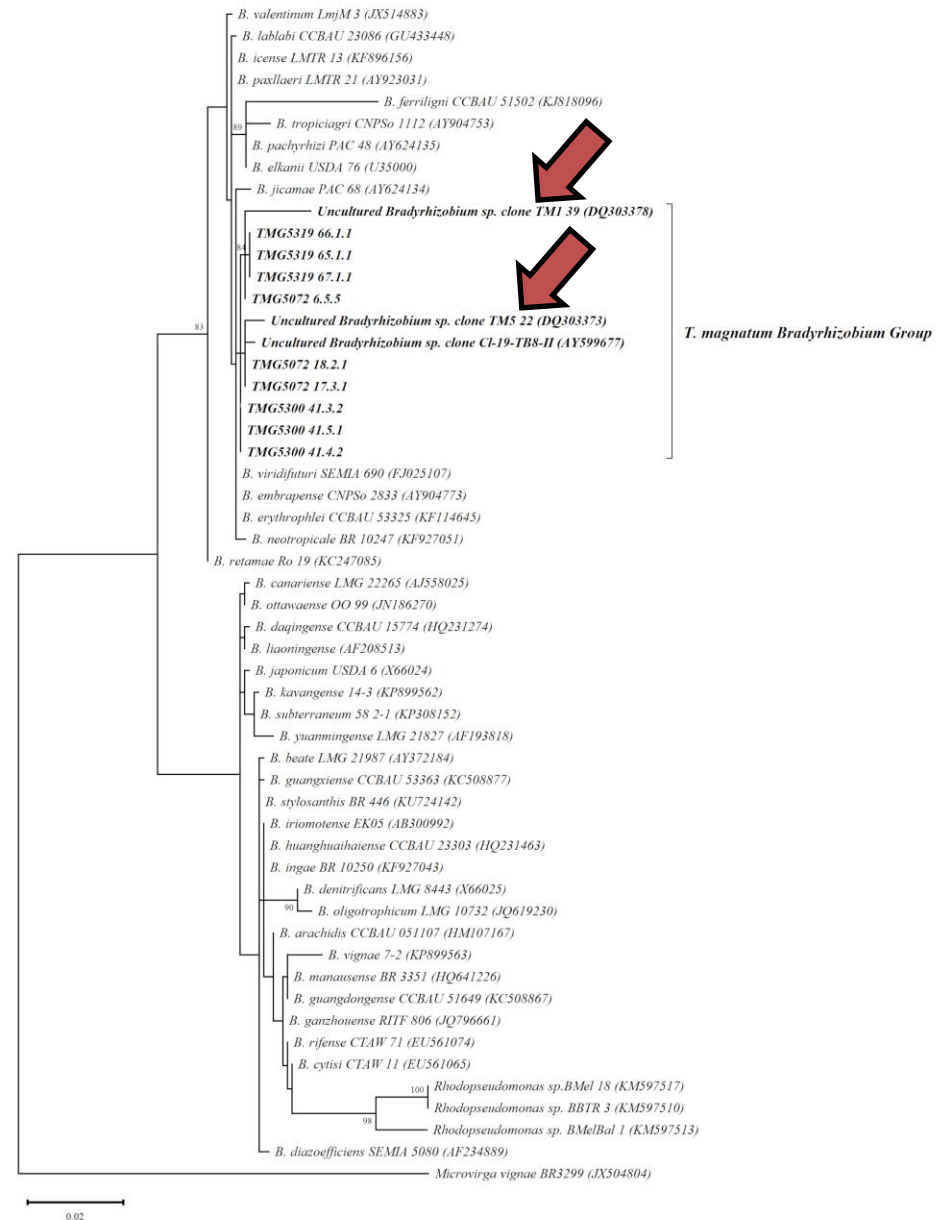 B. valentinum LmjM 3 (JX514883)
B. lablabi CCBAU 23086 (GU433448)
B. icense LMTR 13 (KF896156)
B. paxllaeri LMTR 21 (AY923031)
B. ferriligni CCBAU 51502 (KJ818096)
89
B. tropiciagri CNPSo 1112 (AY904753)
B. pachyrhizi PAC 48 (AY624135)
B. elkanii USDA 76 (U35000)
B. jicamae PAC 68 (AY624134)
Uncultured Bradyrhizobium sp. clone TM1 39 (DQ303378)
TMG5319 66.1.1
84
TMG5319 65.1.1
TMG5319 67.1.1
TMG5072 6.5.5
Uncultured Bradyrhizobium sp. clone TM5 22 (DQ303373)
83
T. magnatum Bradyrhizobium Group
Uncultured Bradyrhizobium sp. clone Cl-19-TB8-II (AY599677)
TMG5072 18.2.1
TMG5072 17.3.1
TMG5300 41.3.2
TMG5300 41.5.1
TMG5300 41.4.2
B. viridifuturi SEMIA 690 (FJ025107)
B. embrapense CNPSo 2833 (AY904773)
B. erythrophlei CCBAU 53325 (KF114645)
B. neotropicale BR 10247 (KF927051)
B. retamae Ro 19 (KC247085)
B. canariense LMG 22265 (AJ558025)
B. ottawaense OO 99 (JN186270)
B. daqingense CCBAU 15774 (HQ231274)
B. liaoningense (AF208513)
B. japonicum USDA 6 (X66024)
B. kavangense 14-3 (KP899562)
B. subterraneum 58 2-1 (KP308152)
B. yuanmingense LMG 21827 (AF193818)
B. beate LMG 21987 (AY372184)
B. guangxiense CCBAU 53363 (KC508877)
B. stylosanthis BR 446 (KU724142)
B. iriomotense EK05 (AB300992)
B. huanghuaihaiense CCBAU 23303 (HQ231463)
B. ingae BR 10250 (KF927043)
B. denitrificans LMG 8443 (X66025)
90
B. oligotrophicum LMG 10732 (JQ619230)
B. arachidis CCBAU 051107 (HM107167)
B. vignae 7-2 (KP899563)
B. manausense BR 3351 (HQ641226)
B. guangdongense CCBAU 51649 (KC508867)
B. ganzhouense RITF 806 (JQ796661)
B. rifense CTAW 71 (EU561074)
B. cytisi CTAW 11 (EU561065)
100
Rhodopseudomonas sp.BMel 18 (KM597517)
Rhodopseudomonas sp. BBTR 3 (KM597510)
98
Rhodopseudomonas sp. BMelBal 1 (KM597513)
B. diazoefficiens SEMIA 5080 (AF234889)
Microvirga vignae BR3299 (JX504804)
0.02